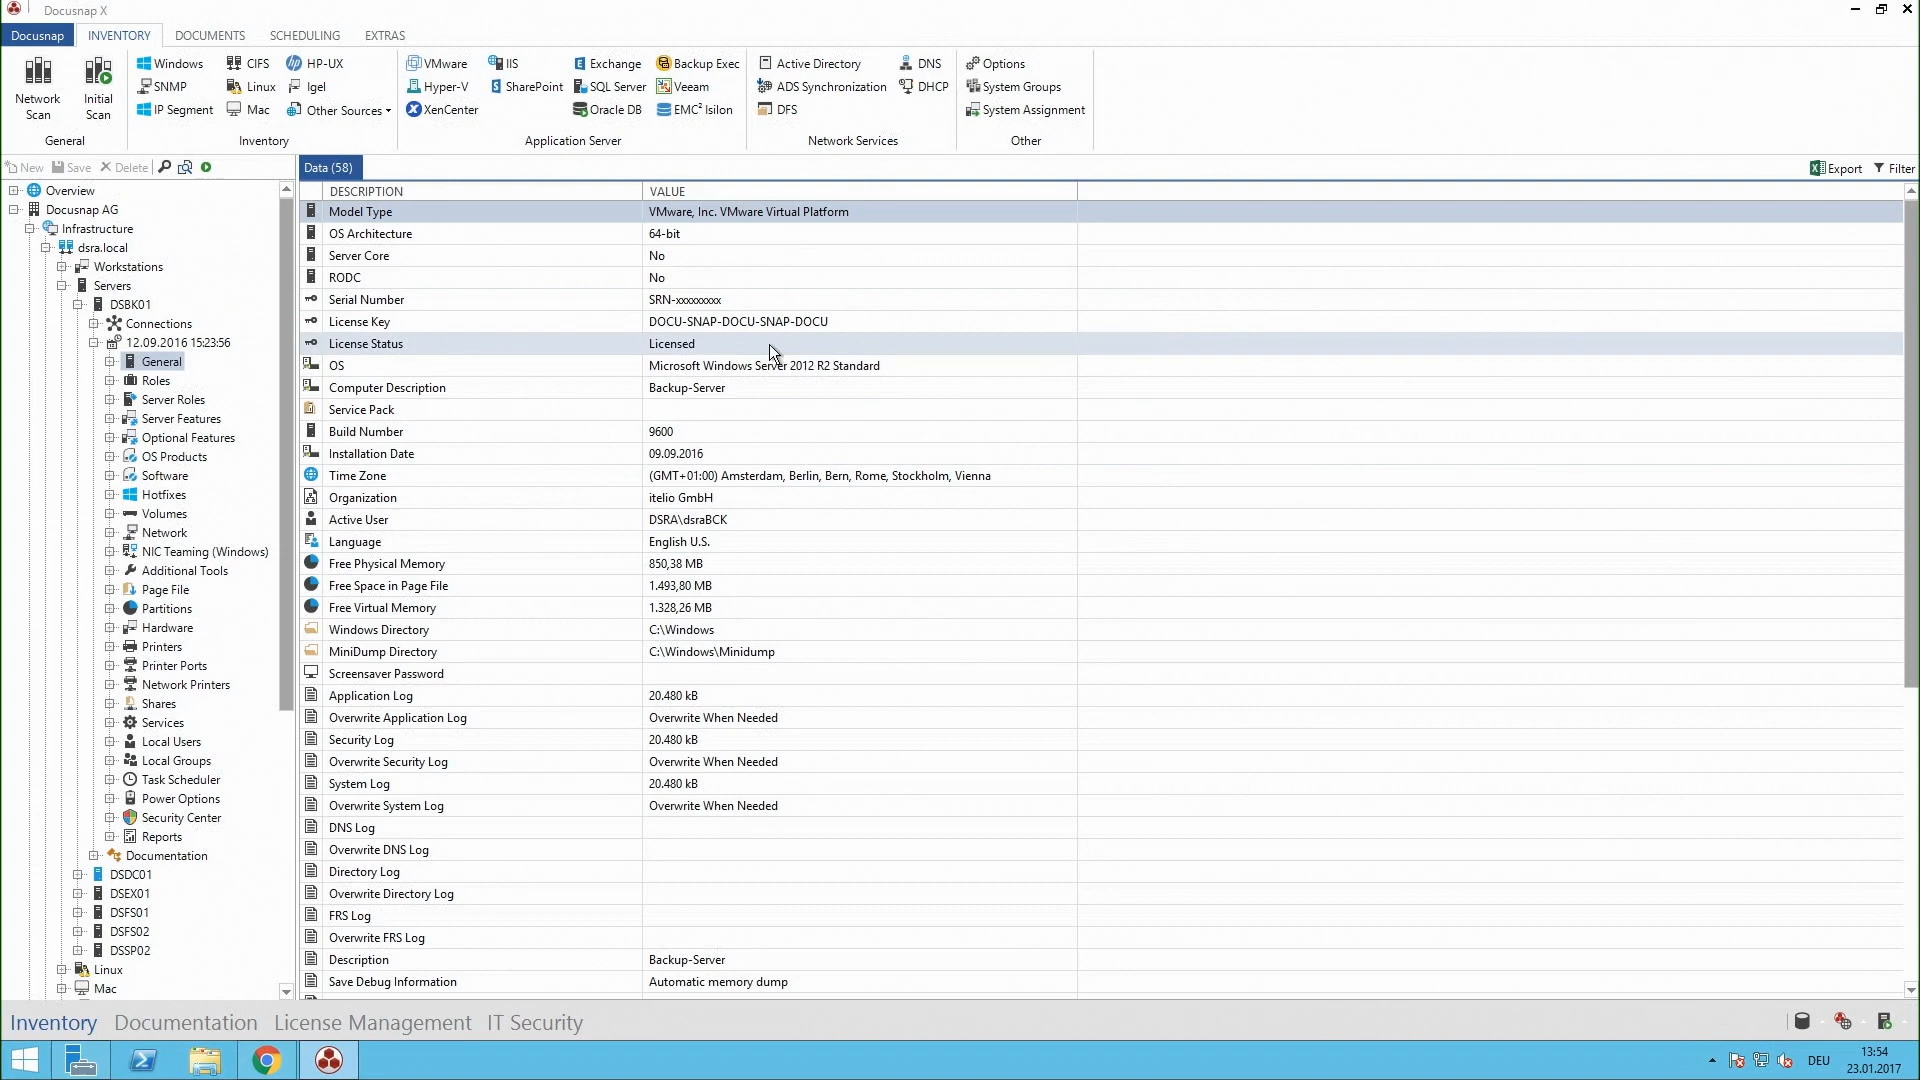 Docusnap X
Docusnap INVENTORY DOCUMENTS SCHEDULING EXTRAS
Network Scan
Initial Scan
General
Windows CIFS HP-UX
SNMP Linux Igel
IP Segment Mac Other Sources
Inventory
VMware IIS Exchange Backup Exec
Hyper-V SharePoint SQL Server Veeam
XenCenter Oracle DB EMC² Isilon
Application Server
Active Directory DNS
ADS Synchronization DHCP
DFS
Network Services
Options
System Groups
System Assignment
Other
New Save Delete
Overview
Docusnap AG
Infrastructure
dsra.local
Workstations
Servers
DSBK01
Connections
12.09.2016 15:23:56
General
Roles
Server Roles
Server Features
Optional Features
OS Products
Software
Hotfixes
Volumes
Network
NIC Teaming (Windows)
Additional Tools
Page File
Partitions
Hardware
Printers
Printer Ports
Network Printers
Shares
Services
Local Users
Local Groups
Task Scheduler
Power Options
Security Center
Reports
Documentation
DSDC01
DSEX01
DSFS01
DSFS02
DSSP02
Linux
Mac
Data (58) Export Filter
DESCRIPTION VALUE
Model Type VMware, Inc. VMware Virtual Platform
OS Architecture 64-bit
Server Core No
RODC No
Serial Number SRN-xxxxxxxxx
License Key DOCU-SNAP-DOCU-SNAP-DOCU
License Status Licensed
OS Microsoft Windows Server 2012 R2 Standard
Computer Description Backup-Server
Service Pack
Build Number 9600
Installation Date 09.09.2016
Time Zone (GMT+01:00) Amsterdam, Berlin, Bern, Rome, Stockholm, Vienna
Organization itelio GmbH
Active User DSRA\dsraBCK
Language English U.S.
Free Physical Memory 850,38 MB
Free Space in Page File 1.493,80 MB
Free Virtual Memory 1.328,26 MB
Windows Directory C:\Windows
MiniDump Directory C:\Windows\Minidump
Screensaver Password
Application Log 20.480 kB
Overwrite Application Log Overwrite When Needed
Security Log 20.480 kB
Overwrite Security Log Overwrite When Needed
System Log 20.480 kB
Overwrite System Log Overwrite When Needed
DNS Log
Overwrite DNS Log
Directory Log
Overwrite Directory Log
FRS Log
Overwrite FRS Log
Description Backup-Server
Save Debug Information Automatic memory dump
Inventory Documentation License Management IT Security
DEU 13:54
23.01.2017